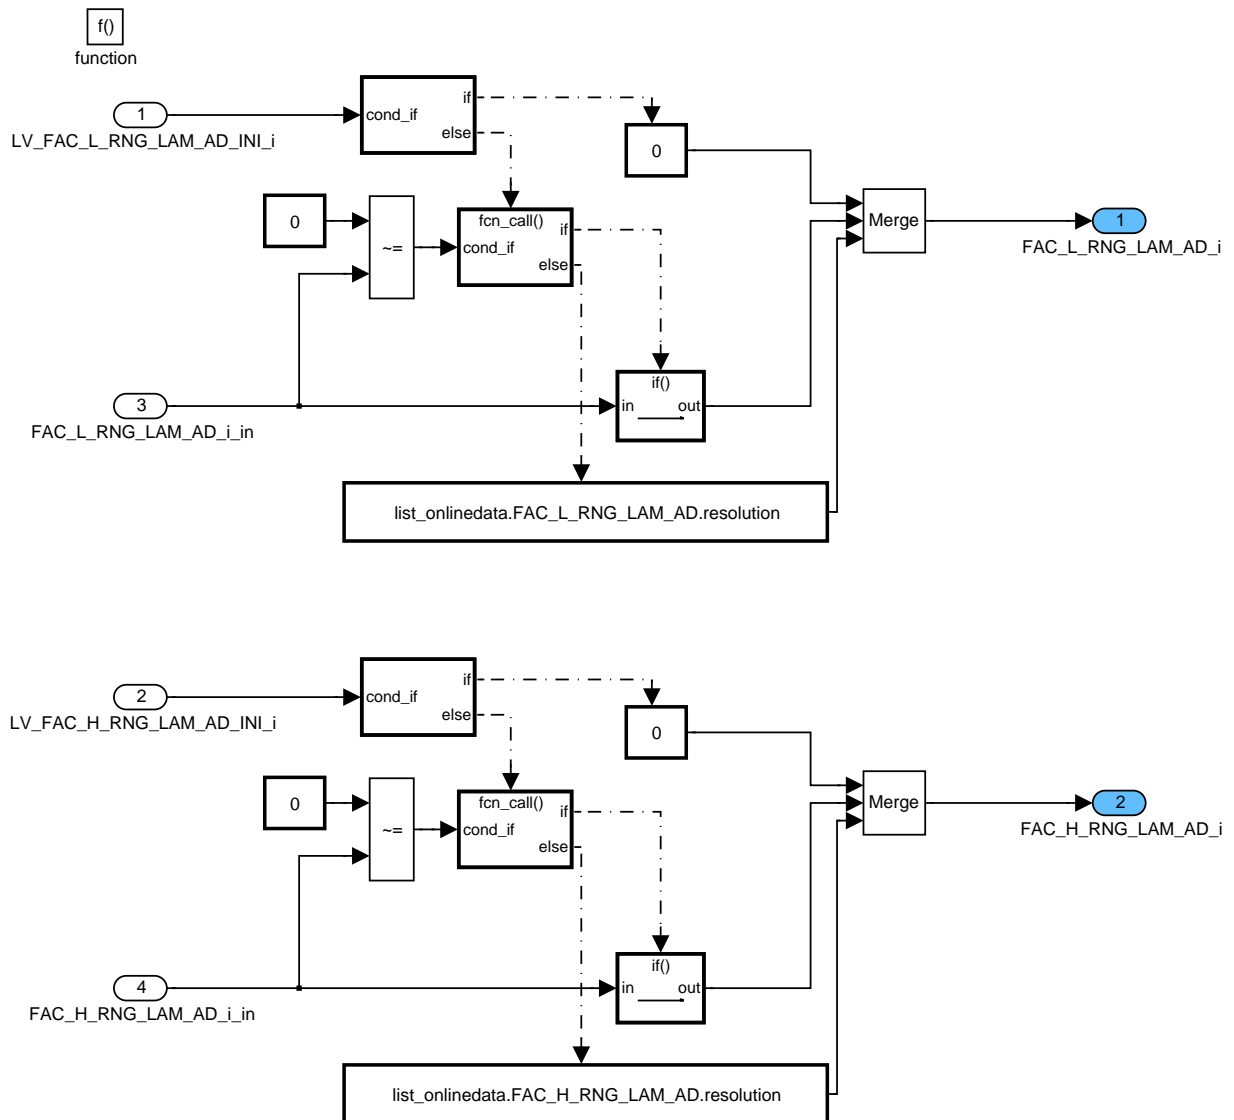 f()
function
1
LV_FAC_L_RNG_LAM_AD_INI_i
cond_if
if
else
0
0
~=
fcn_call()
cond_if
if
else
Merge
1
FAC_L_RNG_LAM_AD_i
3
FAC_L_RNG_LAM_AD_i_in
if()
in
out
list_onlinedata.FAC_L_RNG_LAM_AD.resolution
2
LV_FAC_H_RNG_LAM_AD_INI_i
cond_if
if
else
0
0
~=
fcn_call()
cond_if
if
else
Merge
2
FAC_H_RNG_LAM_AD_i
4
FAC_H_RNG_LAM_AD_i_in
if()
in
out
list_onlinedata.FAC_H_RNG_LAM_AD.resolution